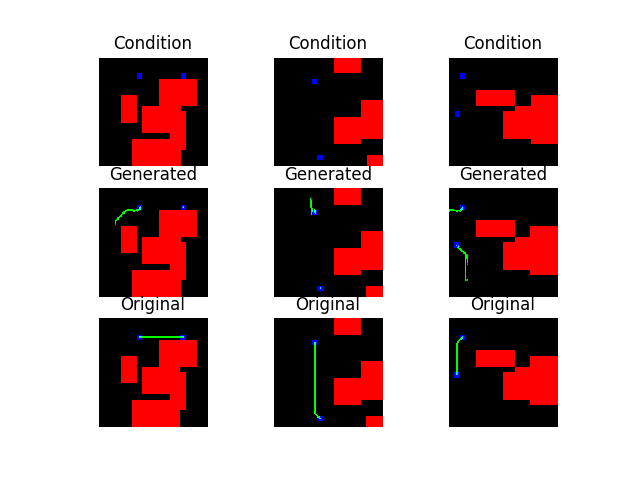 Condition Condition Condition
Generated Generated Generated
Original Original Original